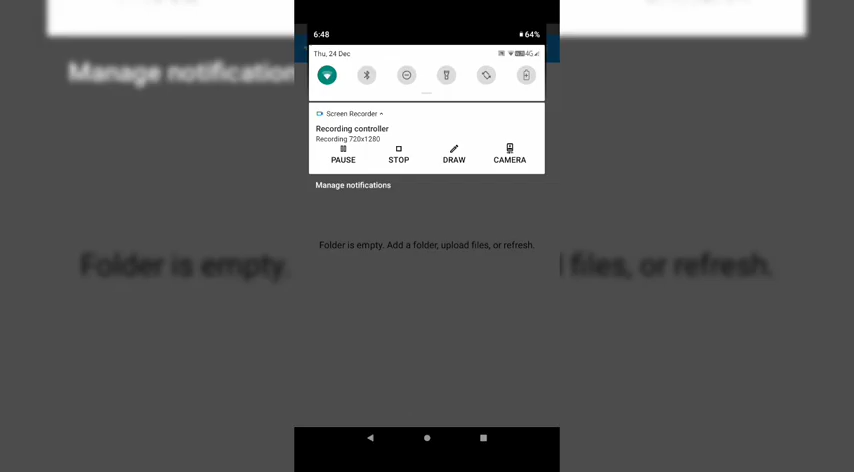 6:48
64%
Thu, 24 Dec
4G
Screen Recorder
Recording controller
Recording 720x1280
PAUSE STOP DRAW CAMERA
Manage notifications
Folder is empty. Add a folder, upload files, or refresh.
Manage notification
Folder is empty.
files, or refresh.